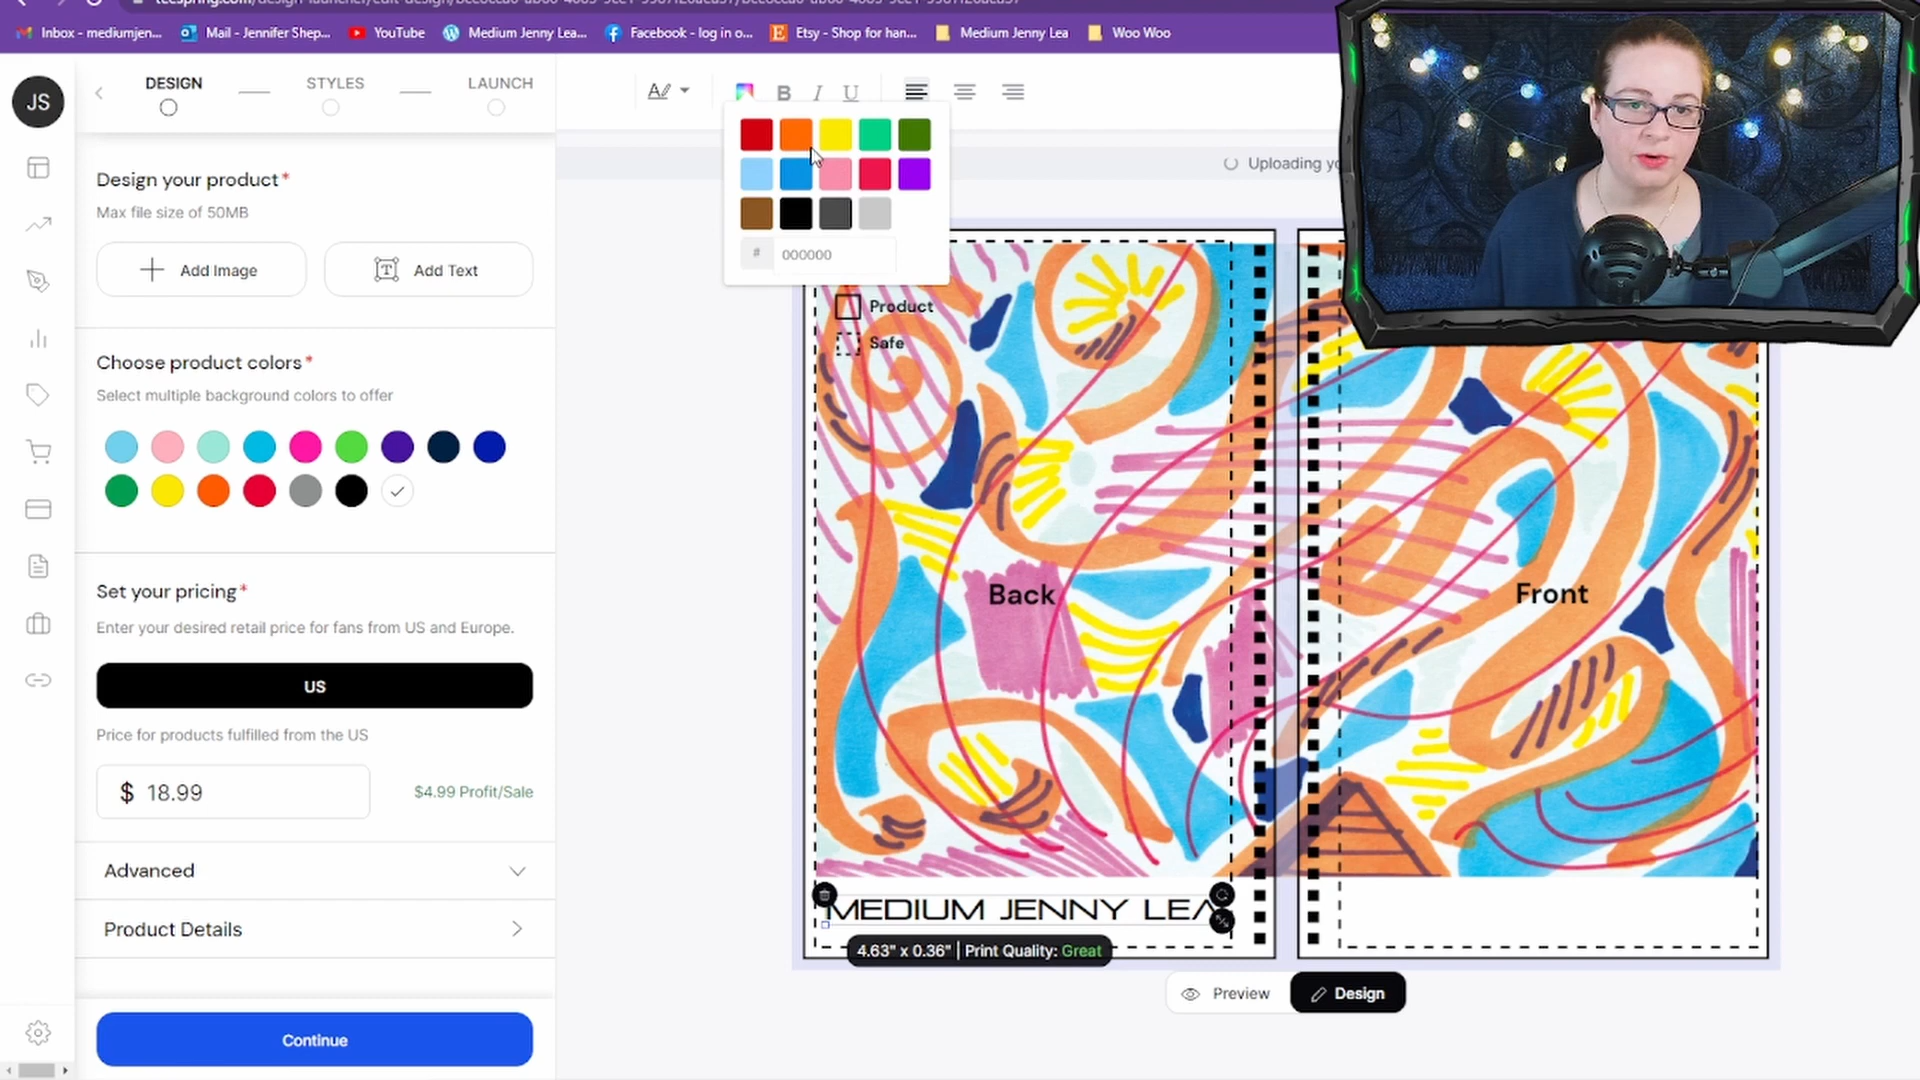 Inbox - mediumjen...
Mail - Jennifer Shep...
YouTube
Medium Jenny Lea...
Facebook - log in o...
Etsy - Shop for han...
Medium Jenny Lea
Woo Woo
JS
DESIGN
STYLES
LAUNCH
B I U
Uploading yo
Design your product*
Max file size of 50MB
Add Image
Add Text
# 000000
Product
Safe
Choose product colors*
Select multiple background colors to offer
Back
Front
Set your pricing*
Enter your desired retail price for fans from US and Europe.
US
Price for products fulfilled from the US
$ 18.99
$4.99 Profit/Sale
Advanced
Product Details
MEDIUM JENNY LEA
4.63" x 0.36" | Print Quality: Great
Preview
Design
Continue